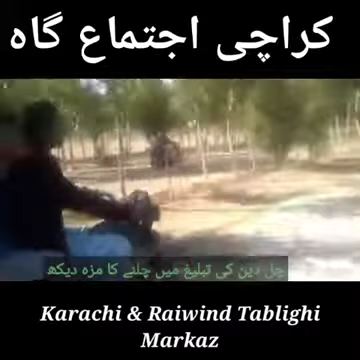 کراچی اجتماع گاہ
چل دین کی تبلیغ میں چلنے کا مزہ دیکھ
Karachi & Raiwind Tablighi
Markaz